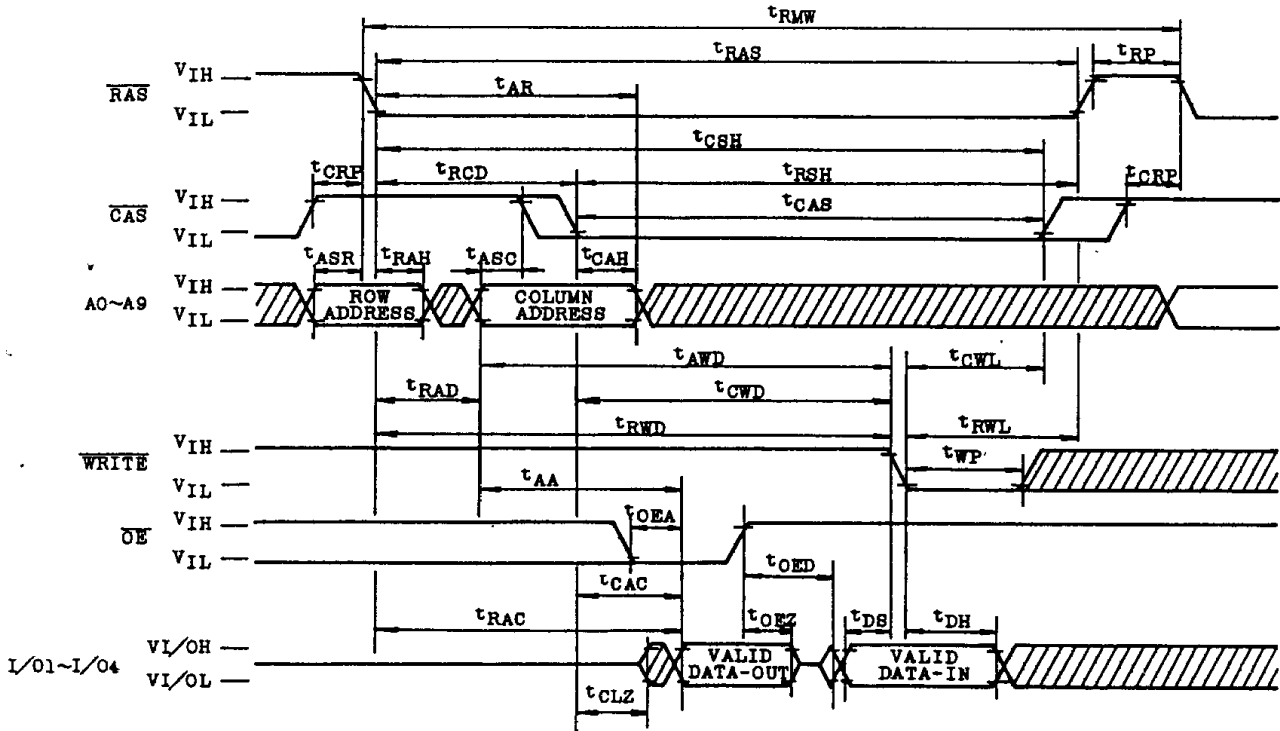 tRMW
tRAS
tRP
VIH
RAS
tAR
VIL
tCSH
tCRP
tRCD
tRSH
tCRP
VIH
CAS
tCAS
VIL
tASR
tRAH
tASC
tCAH
VIH
ROW
COLUMN
A0~A9
ADDRESS
ADDRESS
VIL
tAWD
tCWL
tRAD
tCWD
tRWD
tRWL
VIH
WRITE
tWP
VIL
tAA
VIH
tOEA
OE
VIL
tOED
tCAC
tRAC
tOEZ
tDS
tDH
VI/OH
VALID
VALID
I/O1~I/O4
DATA-OUT
DATA-IN
VI/OL
tCLZ